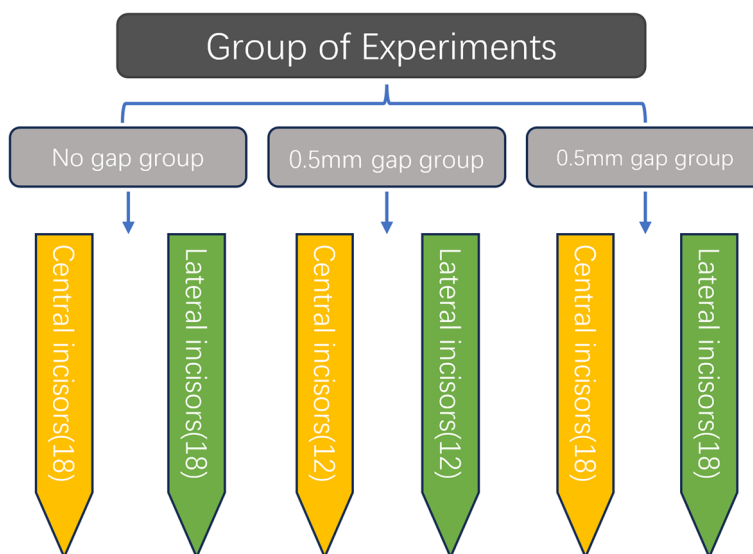 Group of Experiments
No gap group
0.5mm gap group
0.5mm gap group
Central incisors(18)
Lateral incisors(18)
Central incisors(12)
Lateral incisors(12)
Central incisors(18)
Lateral incisors(18)